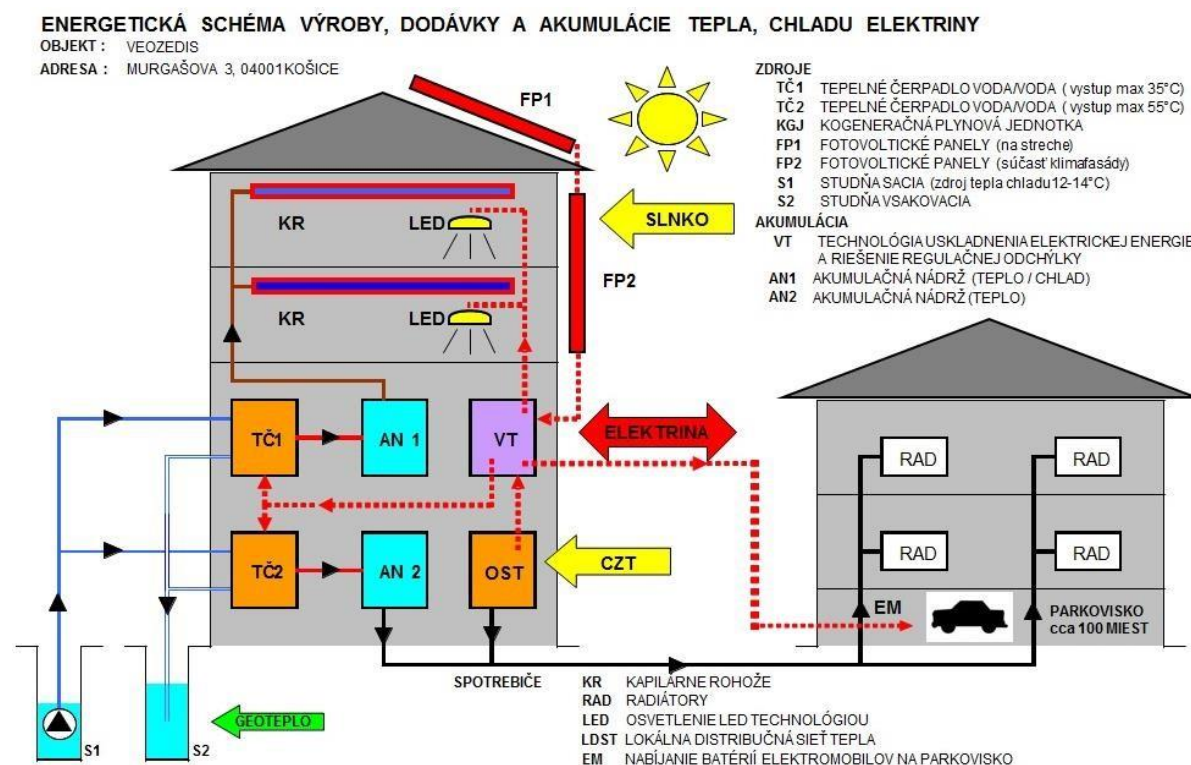 ENERGETICKÁ SCHÉMA VÝROBY, DODÁVKY A AKUMULÁCIE TEPLA, CHLADU ELEKTRINY
OBJEKT : VEOZEDIS
ADRESA : MURGAŠOVA 3, 04001KOŠICE
ZDROJE
TČ1 TEPELNÉ ČERPADLO VODA/VODA ( vystup max 35°C)
TČ2 TEPELNÉ ČERPADLO VODA/VODA ( vystup max 55°C)
KGJ KOGENERAČNÁ PLYNOVÁ JEDNOTKA
FP1 FOTOVOLTICKÉ PANELY (na streche)
FP2 FOTOVOLTICKÉ PANELY (súčasť klimafasády)
S1 STUDŇA SACIA (zdroj tepla chladu12-14°C)
S2 STUDŇA VSAKOVACIA
AKUMULÁCIA
VT TECHNOLÓGIA USKLADNENIA ELEKTRICKEJ ENERGIE
A RIEŠENIE REGULAČNEJ ODCHÝLKY
AN1 AKUMULAČNÁ NÁDRŽ (TEPLO / CHLAD)
AN2 AKUMULAČNÁ NÁDRŽ (TEPLO)
FP1
KR
LED
SLNKO
FP2
KR
LED
TČ1
AN 1
VT
ELEKTRINA
RAD
RAD
TČ2
AN 2
OST
CZT
RAD
RAD
EM
PARKOVISKO
cca 100 MIEST
S1
S2
GEOTEPLO
SPOTREBIČE
KR KAPILÁRNE ROHOŽE
RAD RADIÁTORY
LED OSVETLENIE LED TECHNOLÓGIOU
LDST LOKÁLNA DISTRIBUČNÁ SIEŤ TEPLA
EM NABÍJANIE BATÉRIÍ ELEKTROMOBILOV NA PARKOVISKO